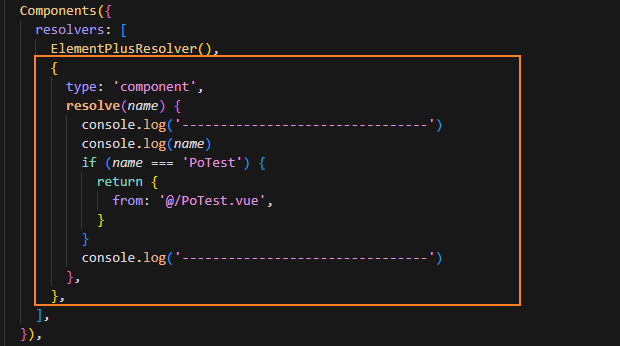 Components({
resolvers: [
ElementPlusResolver(),
{
type: 'component',
resolve(name) {
console.log('--------------------------------')
console.log(name)
if (name === 'PoTest') {
return {
from: '@/PoTest.vue',
}
}
console.log('--------------------------------')
},
},
],
}),